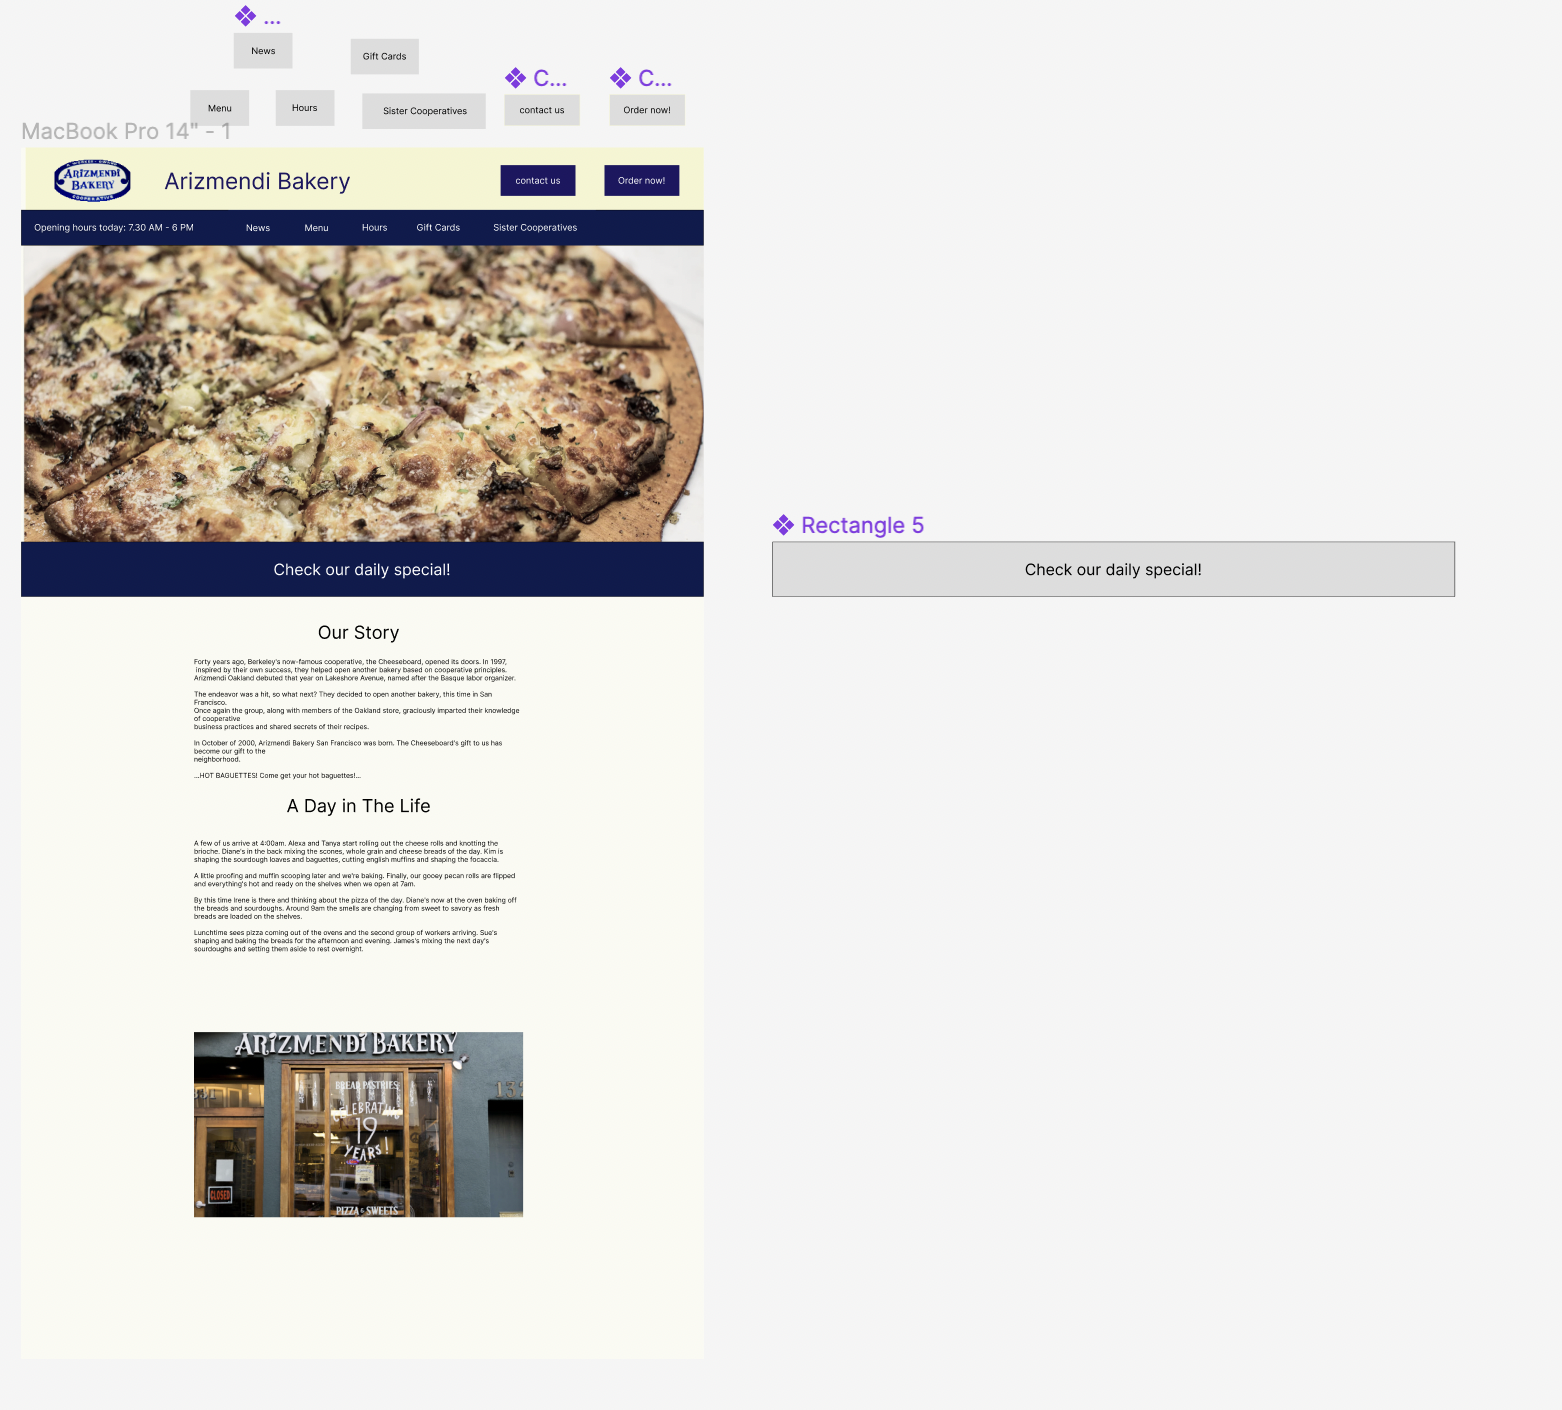 ...
News
Gift Cards
C...
C...
Menu
Hours
Sister Cooperatives
contact us
Order now!
MacBook Pro 14" - 1
ARIZMENDI
BAKERY
COOPERATIVE
Arizmendi Bakery
contact us
Order now!
Opening hours today: 7.30 AM - 6 PM
News
Menu
Hours
Gift Cards
Sister Cooperatives
Rectangle 5
Check our daily special!
Check our daily special!
Our Story
Forty years ago, Berkeley's now-famous cooperative, the Cheeseboard, opened its doors. In 1997,
inspired by their own success, they helped open another bakery based on cooperative principles.
Arizmendi Oakland debuted that year on Lakeshore Avenue, named after the Basque labor organizer.
The endeavor was a hit, so what next? They decided to open another bakery, this time in San
Francisco.
Once again the group, along with members of the Oakland store, graciously imparted their knowledge
of cooperative
business practices and shared secrets of their recipes.
In October of 2000, Arizmendi Bakery San Francisco was born. The Cheeseboard's gift to us has
become our gift to the
neighborhood.
...HOT BAGUETTES! Come get your hot baguettes!...
A Day in The Life
A few of us arrive at 4:00am. Alexa and Tanya start rolling out the cheese rolls and knotting the
brioche. Diane's in the back mixing the scones, whole grain and cheese breads of the day. Kim is
shaping the sourdough loaves and baguettes, cutting english muffins and shaping the focaccia.
A little proofing and muffin scooping later and we're baking. Finally, our gooey pecan rolls are flipped
and everything's hot and ready on the shelves when we open at 7am.
By this time Irene is there and thinking about the pizza of the day. Diane's now at the oven baking off
the breads and sourdoughs. Around 9am the smells are changing from sweet to savory as fresh
breads are loaded on the shelves.
Lunchtime sees pizza coming out of the ovens and the second group of workers arriving. Sue's
shaping and baking the breads for the afternoon and evening. James's mixing the next day's
sourdoughs and setting them aside to rest overnight.
ARIZMENDI BAKERY
BREAD PASTRIES
CELEBRATING
19
YEARS!
CLOSED
PIZZA & SWEETS